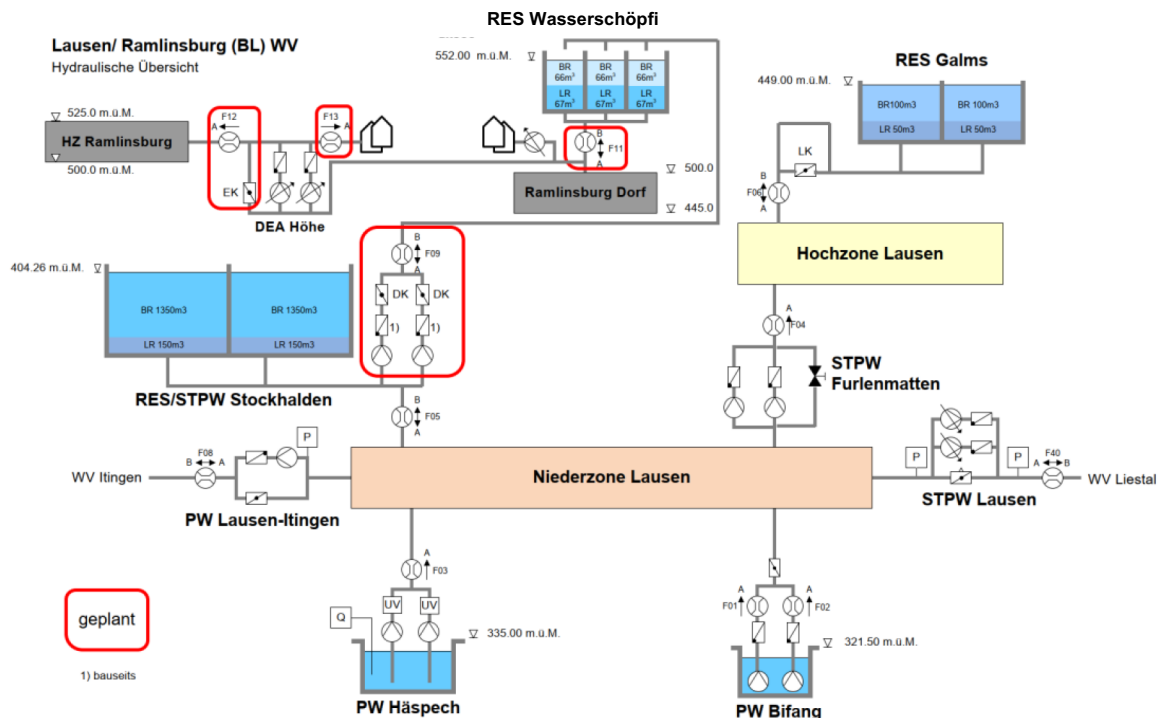 RES Wasserschöpfi
Lausen/ Ramlinsburg (BL) WV
Hydraulische Übersicht
552.00 m.ü.M.
BR
66m³
BR
66m³
BR
66m³
LR
67m³
LR
67m³
LR
67m³
RES Galms
449.00 m.ü.M.
BR100m3
BR 100m3
LR 50m3
LR 50m3
525.0 m.ü.M.
HZ Ramlinsburg
500.0 m.ü.M.
F12
A
F13
A
EK
DEA Höhe
B
F11
A
500.0
Ramlinsburg Dorf
445.0
LK
B
F06
A
Hochzone Lausen
404.26 m.ü.M.
BR 1350m3
BR 1350m3
LR 150m3
LR 150m3
RES/STPW Stockhalden
B
F09
A
DK
DK
1)
1)
B
F05
A
A
F04
STPW
Furlenmatten
WV Itingen
F08
B
A
P
PW Lausen-Itingen
Niederzone Lausen
P
P
F40
A
B
WV Liestal
STPW Lausen
A
F03
UV
UV
Q
335.00 m.ü.M.
PW Häspech
A
F01
A
F02
321.50 m.ü.M.
PW Bifang
geplant
1) bauseits